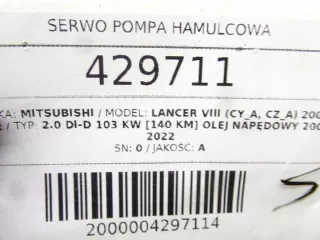 SERWO POMPA HAMULCOWA
429711
KA: MITSUBISHI / MODEL: LANCER VIII (CY_A, CZ_A) 200
/ TYP: 2.0 DI-D 103 KW [140 KM] OLEJ NAPĘDOWY 200
2022
SN: 0 / JAKOŚĆ: A
2000004297114